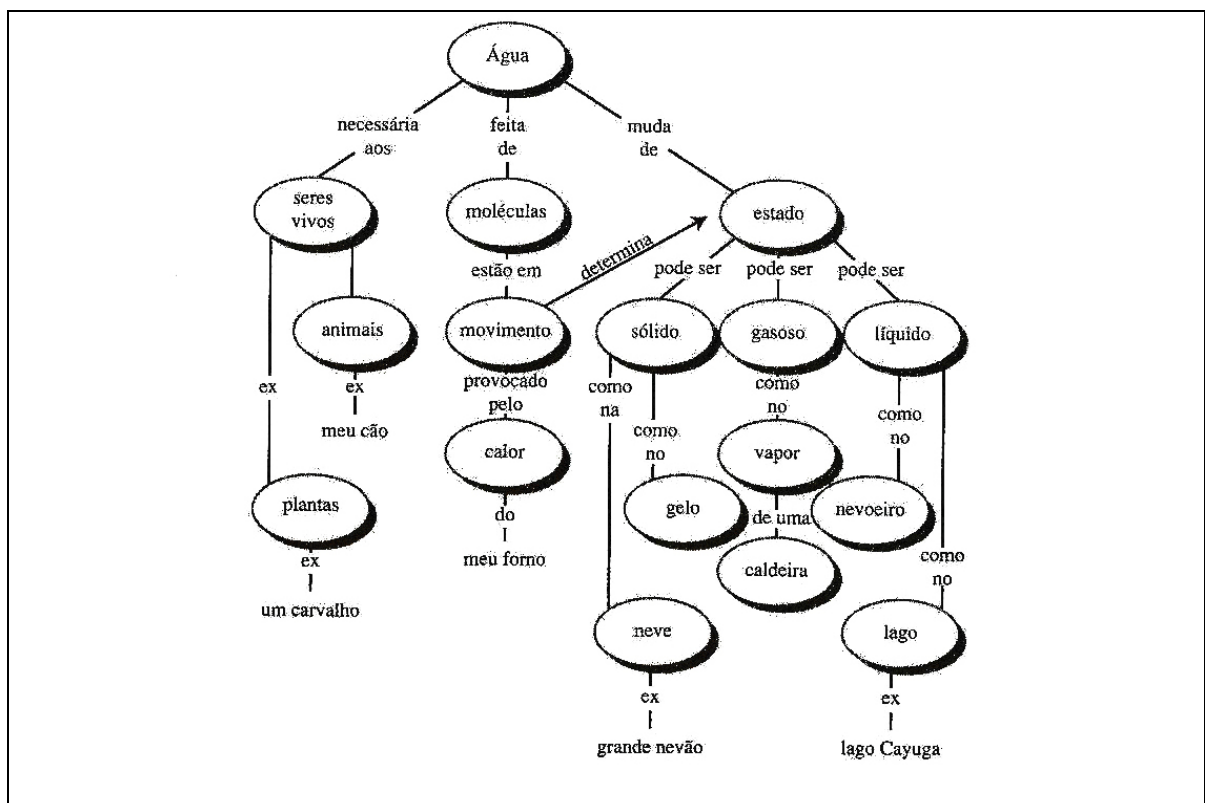 Água
necessária
aos
feita
de
muda
de
seres
vivos
moléculas
estado
estão em
determina
pode ser
pode ser
pode ser
animais
movimento
sólido
gasoso
líquido
ex
ex
provocado
pelo
como
na
como
no
como
no
como
no
meu cão
calor
vapor
plantas
gelo
nevoeiro
do
de uma
ex
meu forno
caldeira
como
no
um carvalho
neve
lago
ex
ex
grande nevão
lago Cayuga